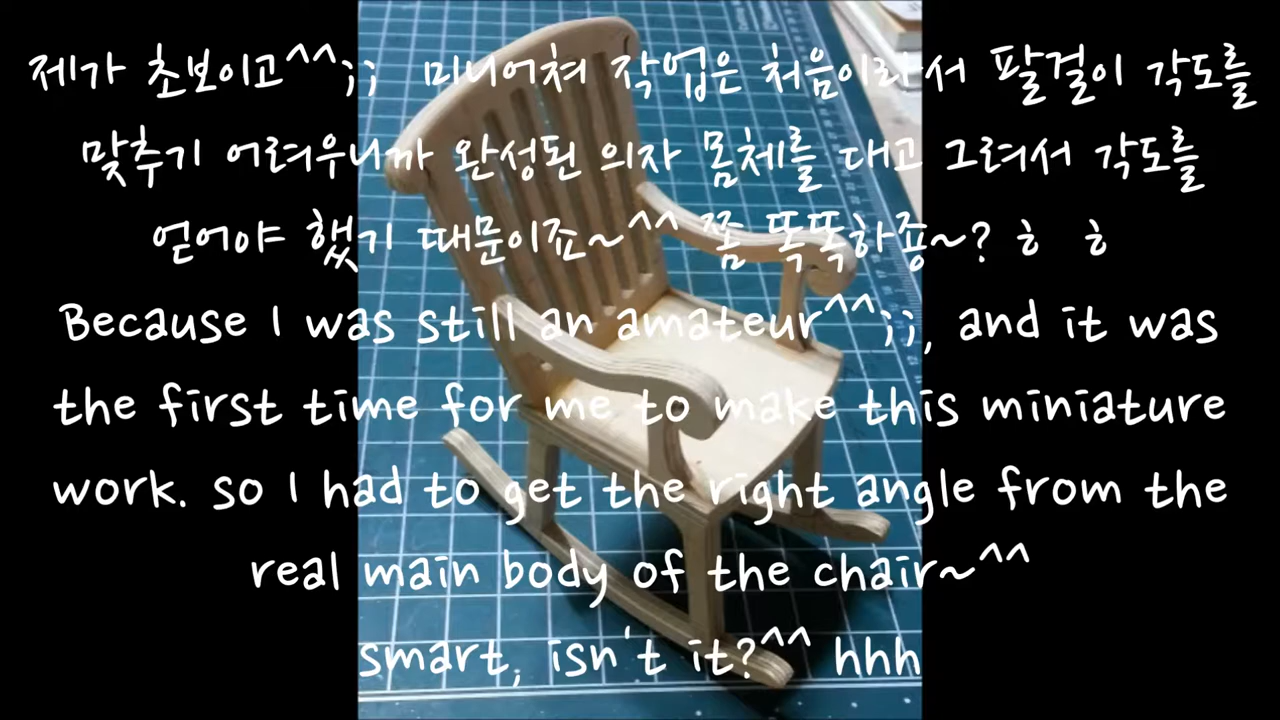 제가 초보이고^^;; 미니어쳐 작업은 처음이라서 팔걸이 각도를
맞추기 어려우니까 완성된 의자 몸체를 대고 그려서 각도를
얻어야 했기 때문이죠~^^ 쫌 똑똑하죵~? ㅎ ㅎ
Because I was still an amateur^^;;, and it was
the first time for me to make this miniature
work. so I had to get the right angle from the
real main body of the chair~^^
smart, isn't it?^^ hhh